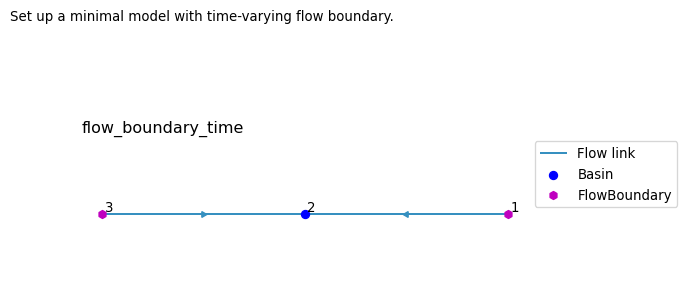 Set up a minimal model with time-varying flow boundary.
flow_boundary_time
Flow link
Basin
FlowBoundary
3
2
1